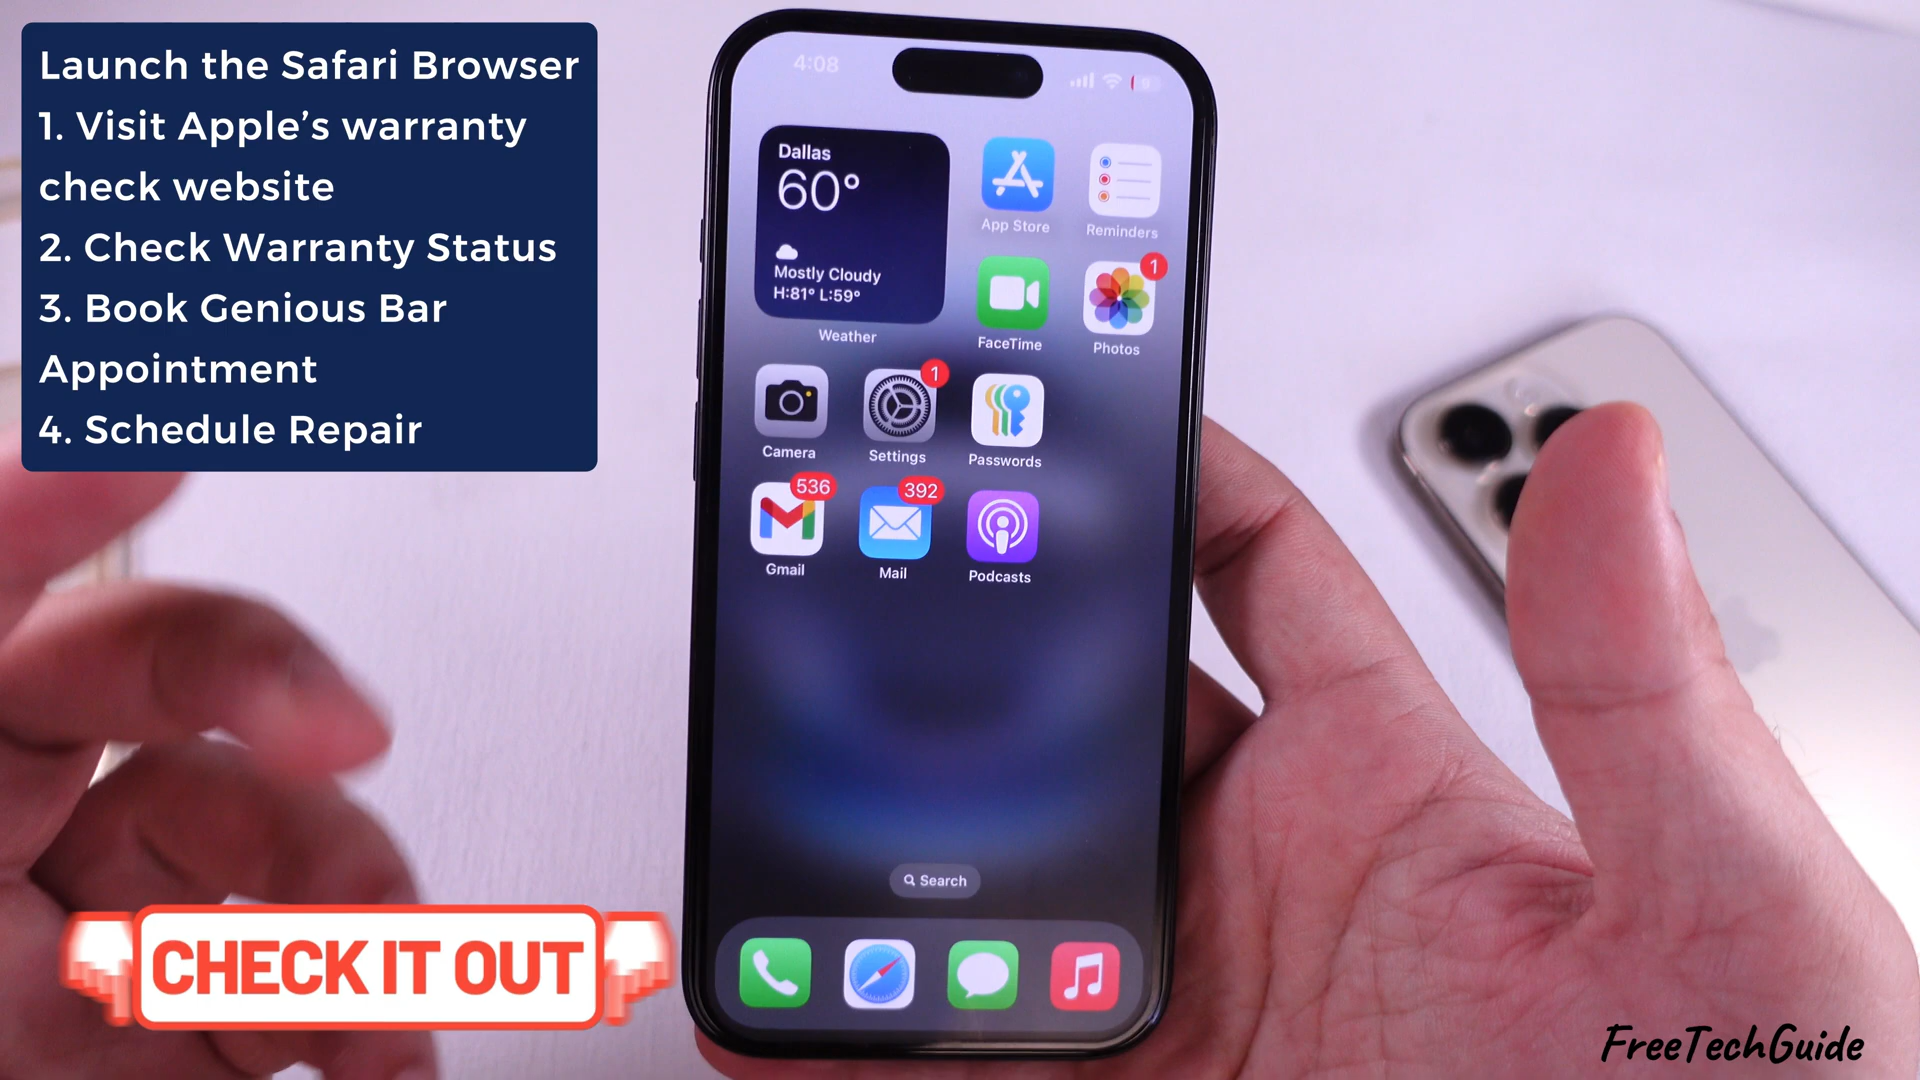 Launch the Safari Browser
1. Visit Apple’s warranty
check website
2. Check Warranty Status
3. Book Genious Bar
Appointment
4. Schedule Repair
4:08
9
Dallas
60°
Mostly Cloudy
H:81° L:59°
Weather
App Store
Reminders
FaceTime
1
Photos
Camera
1
Settings
Passwords
536
Gmail
392
Mail
Podcasts
Search
CHECK IT OUT
FreeTechGuide